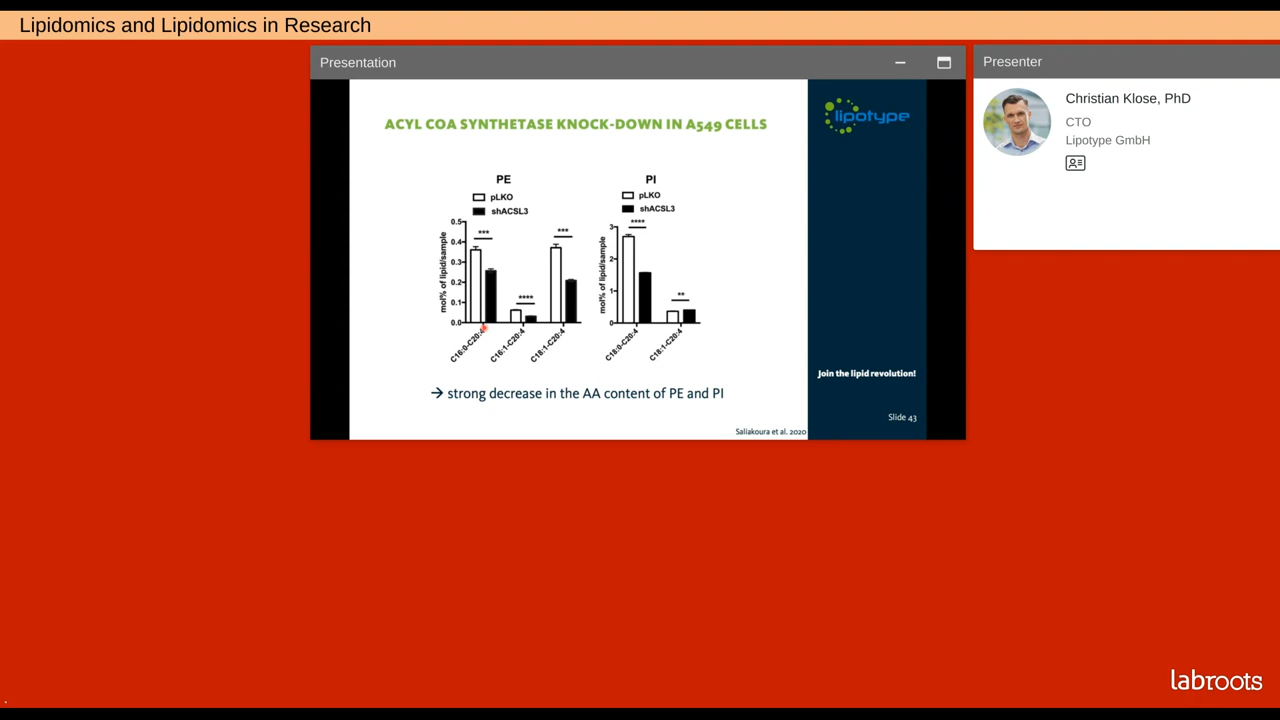 Lipidomics and Lipidomics in Research
Presentation
Presenter
Christian Klose, PhD
CTO
Lipotype GmbH
ACYL COA SYNTHETASE KNOCK-DOWN IN A549 CELLS
lipotype
PE
pLKO
shACSL3
mol% of lipid/sample
0.5
0.4
0.3
0.2
0.1
0.0
***
****
***
C16:0-C20:4
C16:1-C20:4
C18:1-C20:4
PI
pLKO
shACSL3
mol% of lipid/sample
3
2
1
0
****
**
C18:0-C20:4
C18:1-C20:4
→ strong decrease in the AA content of PE and PI
Join the lipid revolution!
Slide 43
Saliakoura et al. 2020
labroots